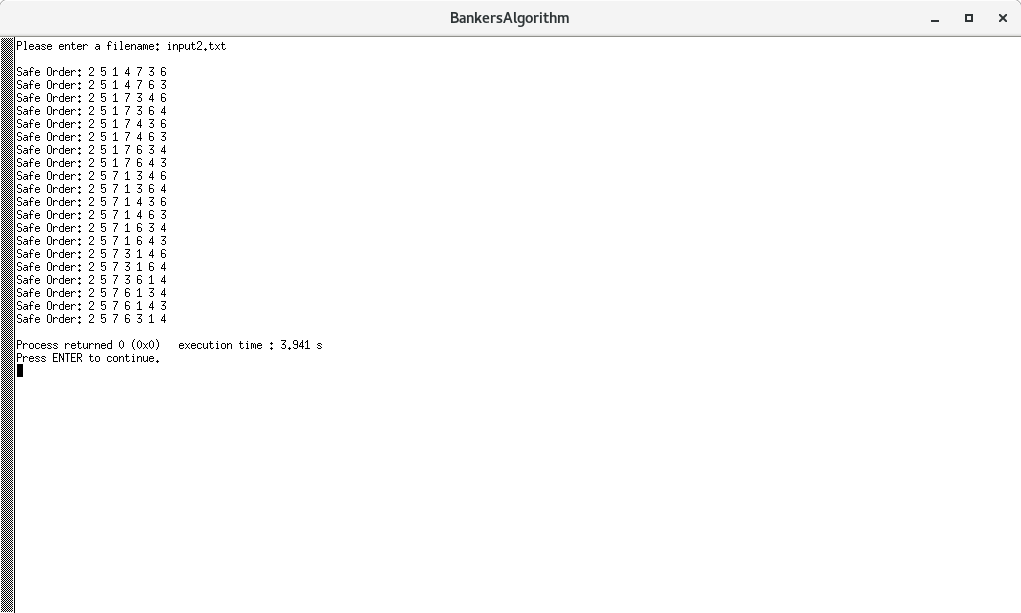 BankersAlgorithm
Please enter a filename: input2.txt
Safe Order: 2 5 1 4 7 3 6
Safe Order: 2 5 1 4 7 6 3
Safe Order: 2 5 1 7 3 4 6
Safe Order: 2 5 1 7 3 6 4
Safe Order: 2 5 1 7 4 3 6
Safe Order: 2 5 1 7 4 6 3
Safe Order: 2 5 1 7 6 3 4
Safe Order: 2 5 1 7 6 4 3
Safe Order: 2 5 7 1 3 4 6
Safe Order: 2 5 7 1 3 6 4
Safe Order: 2 5 7 1 4 3 6
Safe Order: 2 5 7 1 4 6 3
Safe Order: 2 5 7 1 6 3 4
Safe Order: 2 5 7 1 6 4 3
Safe Order: 2 5 7 3 1 4 6
Safe Order: 2 5 7 3 1 6 4
Safe Order: 2 5 7 3 6 1 4
Safe Order: 2 5 7 6 1 3 4
Safe Order: 2 5 7 6 1 4 3
Safe Order: 2 5 7 6 3 1 4
Process returned 0 (0x0)   execution time : 3.941 s
Press ENTER to continue.